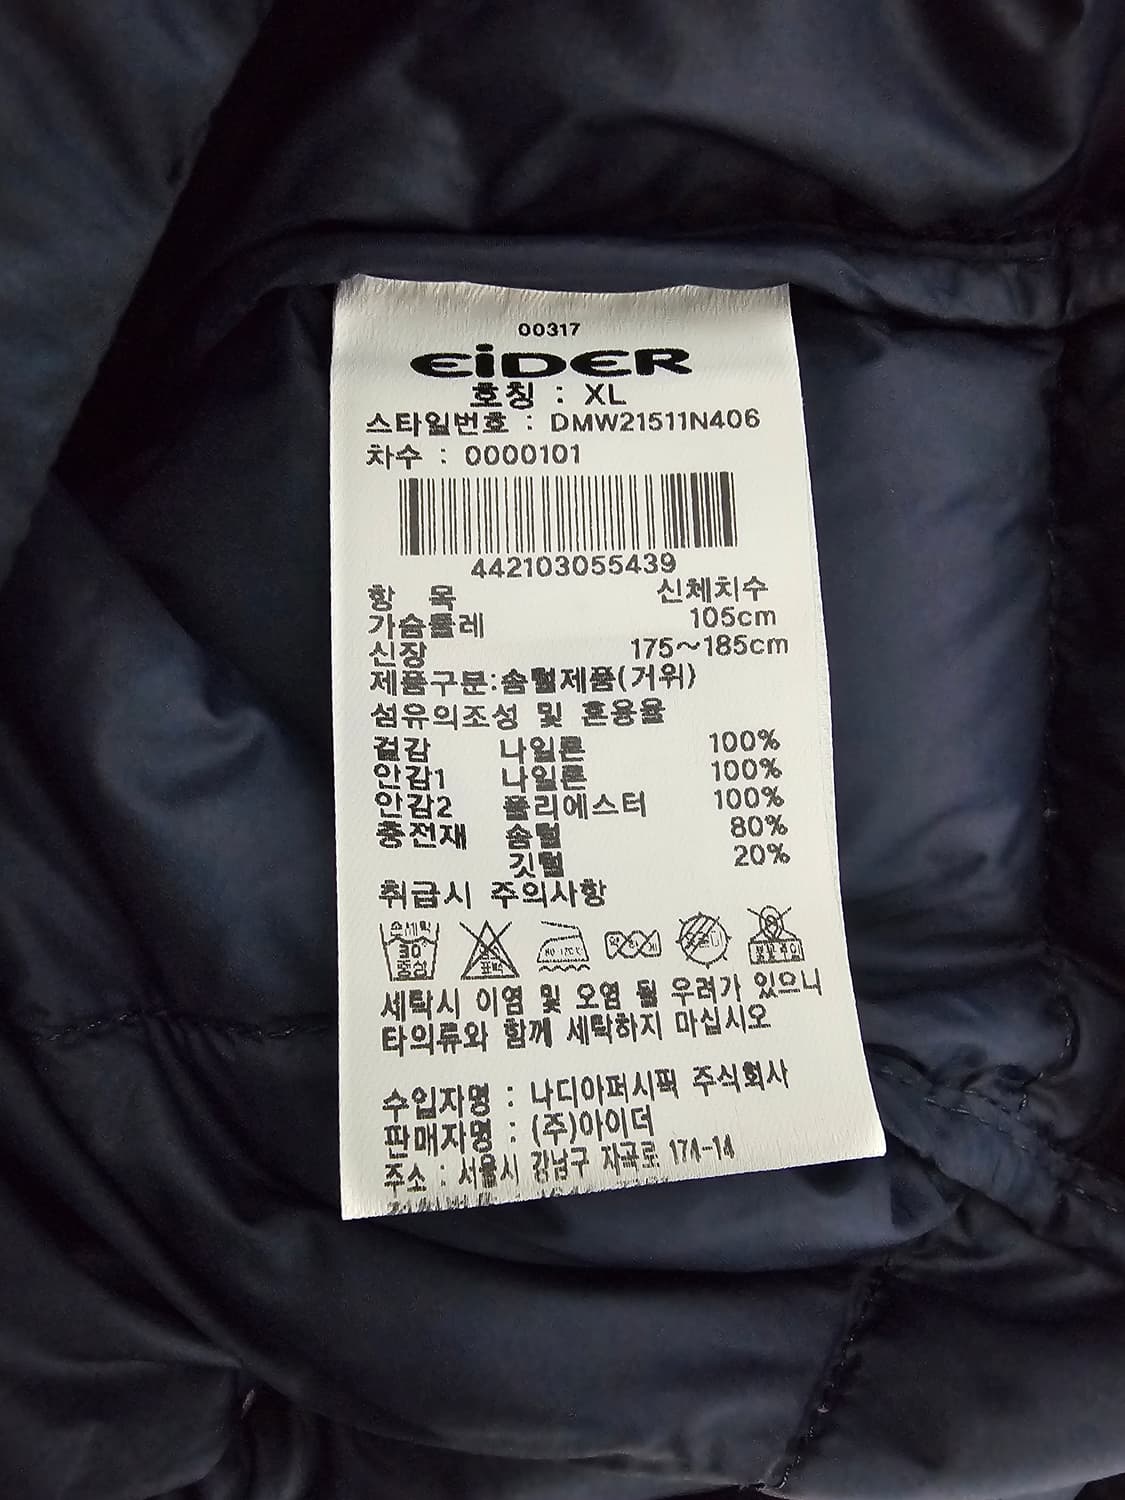 00317
EiDER
호칭 : XL
스타일번호 : DMW21511N406
차수 : 0000101
442103055439
항 목 신체치수
가슴둘레 105cm
신장 175~185cm
제품구분:솜털제품(거위)
섬유의조성 및 혼용율
겉감 나일론 100%
안감1 나일론 100%
안감2 폴리에스터 100%
충전재 솜털 80%
깃털 20%
취급시 주의사항
손세탁
중성
표백
세탁시 이염 및 오염 될 우려가 있으니
타의류와 함께 세탁하지 마십시오
수입자명 : 나디아퍼시픽 주식회사
판매자명 : (주)아이더
주소 : 서울시 강남구 자곡로 174-14